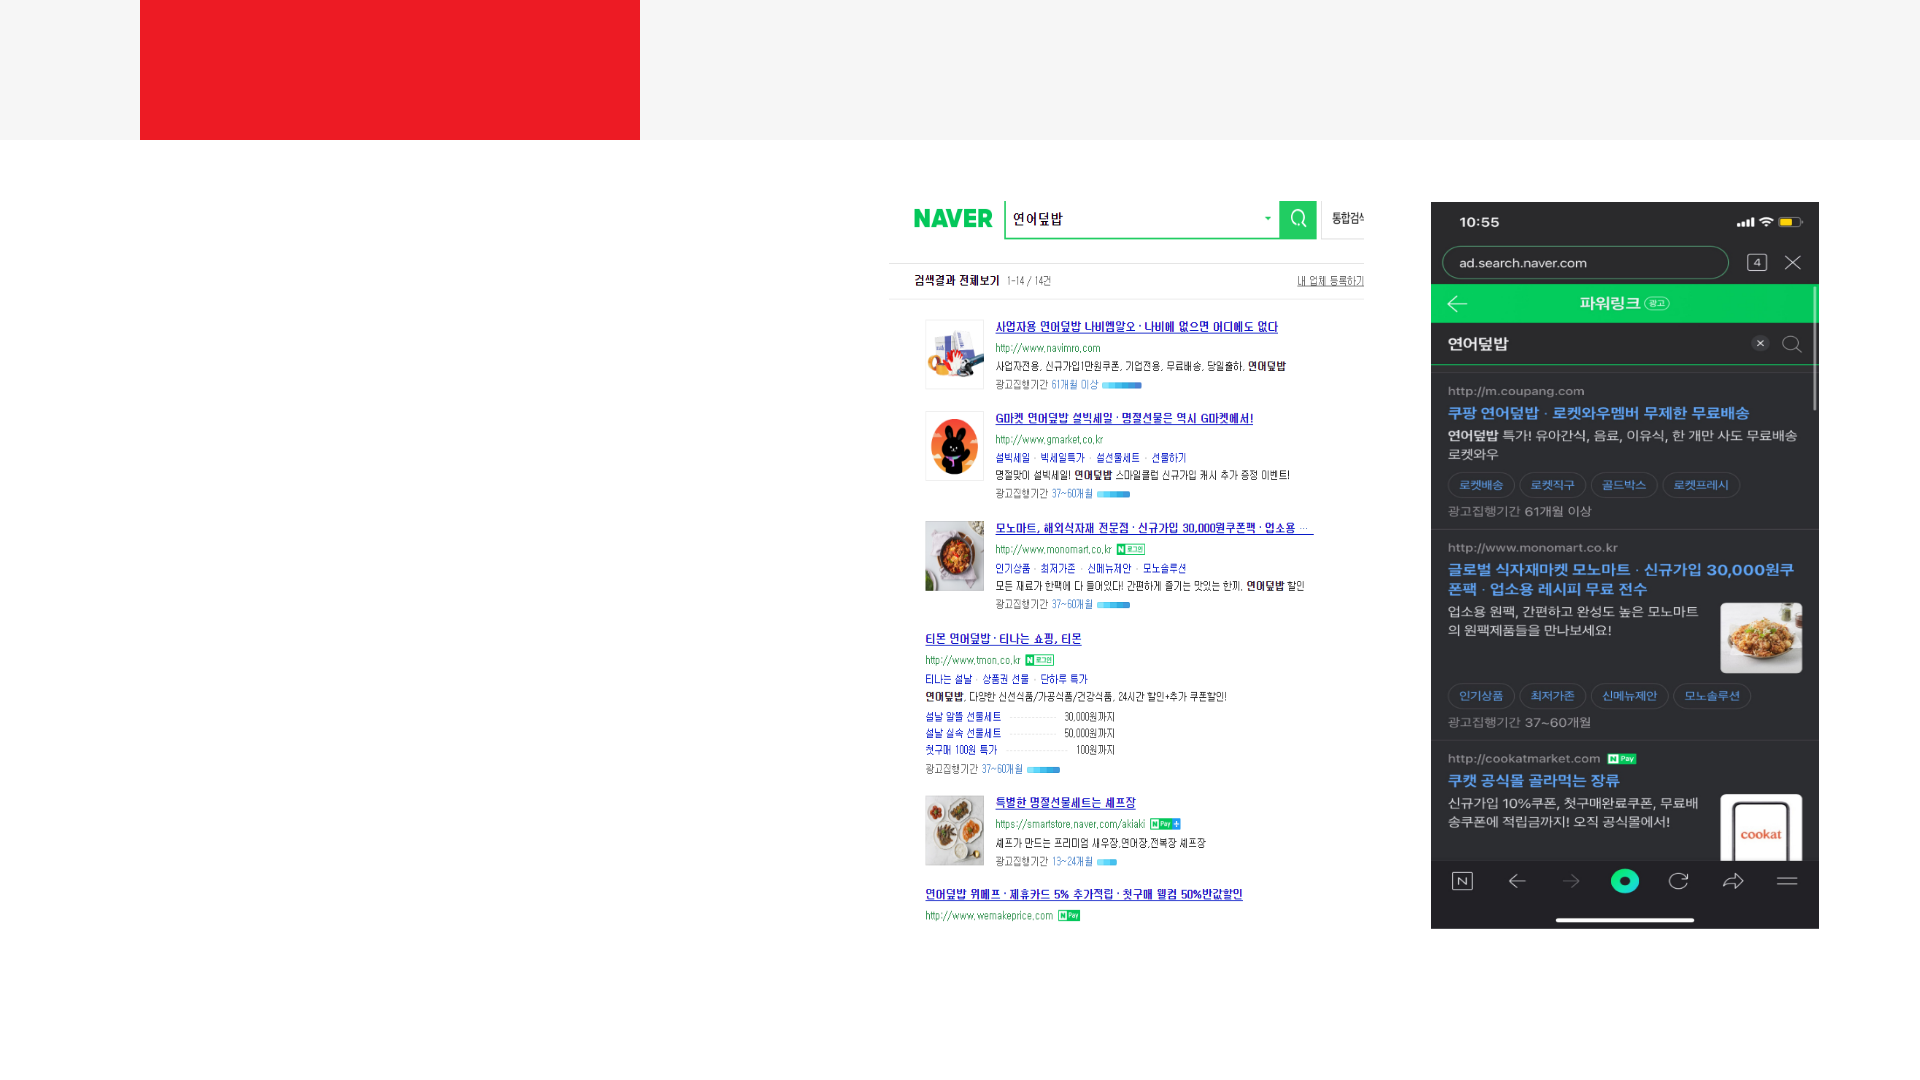 NAVER
연어덮밥
통합검색
검색결과 전체보기 1-14 / 14건
내 업체 등록하기
사업자용 연어덮밥 나비엠알오 · 나비에 없으면 어디에도 없다
http://www.navimro.com
사업자전용, 신규가입1만원쿠폰, 기업전용, 무료배송, 당일출하, 연어덮밥
광고집행기간 61개월 이상
G마켓 연어덮밥 설빅세일 · 명절선물은 역시 G마켓에서!
http://www.gmarket.co.kr
설빅세일 · 빅세일특가 · 설선물세트 · 선물하기
명절맞이 설빅세일! 연어덮밥 스마일클럽 신규가입 캐시 추가 증정 이벤트!
광고집행기간 37~60개월
모노마트, 해외식자재 전문점 · 신규가입 30,000원쿠폰팩 · 업소용 ...
http://www.monomart.co.kr N 로그인
인기상품 · 최저가존 · 신메뉴제안 · 모노솔루션
모든 재료가 한팩에 다 들어있다! 간편하게 즐기는 맛있는 한끼, 연어덮밥 할인
광고집행기간 37~60개월
티몬 연어덮밥 · 티나는 쇼핑, 티몬
http://www.tmon.co.kr N 로그인
티나는 설날 · 상품권 선물 · 단하루 특가
연어덮밥, 다양한 신선식품/가공식품/건강식품, 24시간 할인+추가 쿠폰할인!
설날 알뜰 선물세트 30,000원까지
설날 실속 선물세트 50,000원까지
첫구매 100원 특가 100원까지
광고집행기간 37~60개월
특별한 명절선물세트는 셰프장
https://smartstore.naver.com/akiaki N Pay +
셰프가 만드는 프리미엄 새우장,연어장,전복장 셰프장
광고집행기간 13~24개월
연어덮밥 위메프 · 제휴카드 5% 추가적립 · 첫구매 웰컴 50%반값할인
http://www.wemakeprice.com N Pay
10:55
ad.search.naver.com 4
파워링크 광고
연어덮밥
http://m.coupang.com
쿠팡 연어덮밥 · 로켓와우멤버 무제한 무료배송
연어덮밥 특가! 유아간식, 음료, 이유식, 한 개만 사도 무료배송
로켓와우
로켓배송 로켓직구 골드박스 로켓프레시
광고집행기간 61개월 이상
http://www.monomart.co.kr
글로벌 식자재마켓 모노마트 · 신규가입 30,000원쿠
폰팩 · 업소용 레시피 무료 전수
업소용 원팩, 간편하고 완성도 높은 모노마트
의 원팩제품들을 만나보세요!
인기상품 최저가존 신메뉴제안 모노솔루션
광고집행기간 37~60개월
http://cookatmarket.com N Pay
쿠캣 공식몰 골라먹는 장류
신규가입 10%쿠폰, 첫구매완료쿠폰, 무료배
송쿠폰에 적립금까지! 오직 공식몰에서!
cookat
N